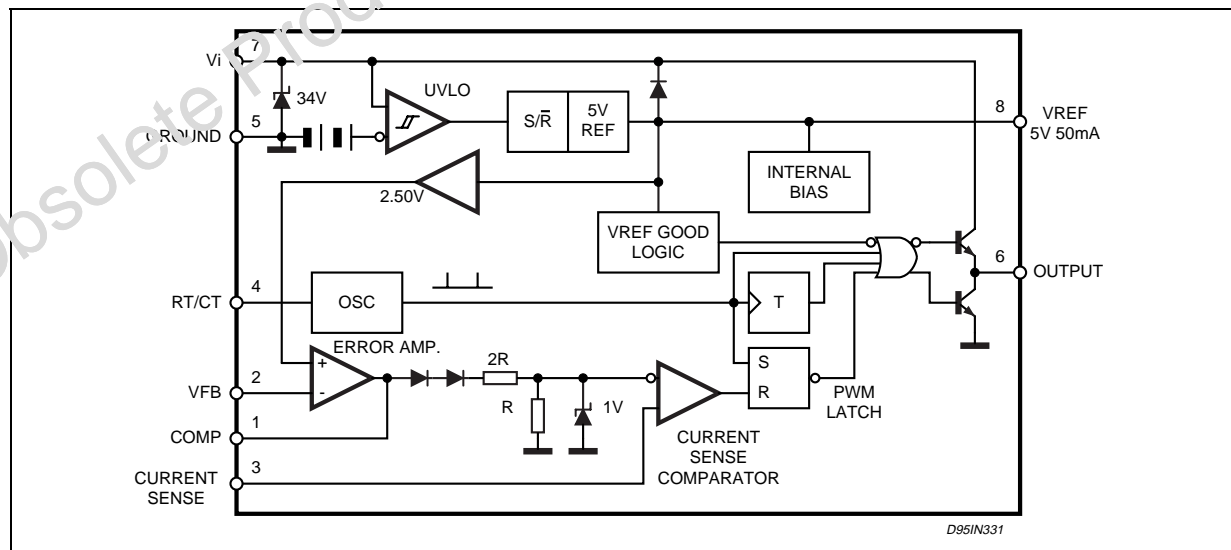 Obsolete Prod
7
Vi
34V
UVLO
5
GROUND
S/R̅
5V
REF
8
VREF
5V 50mA
INTERNAL
BIAS
2.50V
VREF GOOD
LOGIC
6
OUTPUT
4
RT/CT
OSC
T
ERROR AMP.
+
-
2R
S
R
2
VFB
R
1V
PWM
LATCH
1
COMP
CURRENT
SENSE
COMPARATOR
3
CURRENT
SENSE
D95IN331